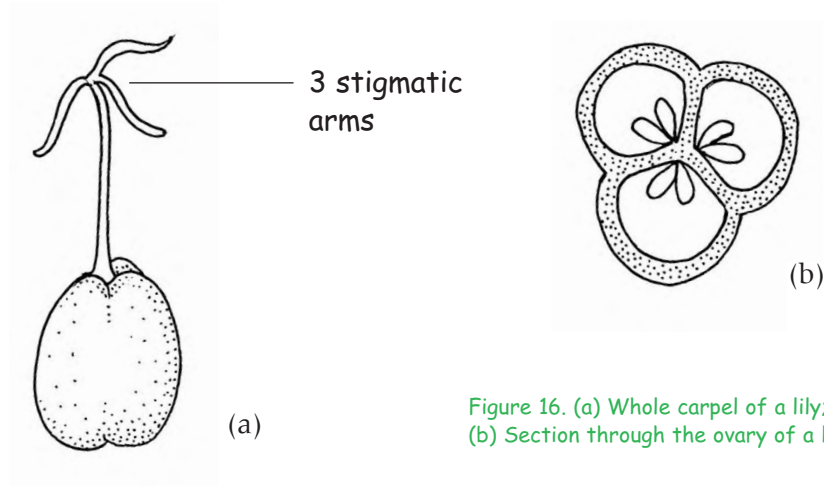 3 stigmatic
arms
(b)
(a)
Figure 16. (a) Whole carpel of a lily;
(b) Section through the ovary of a